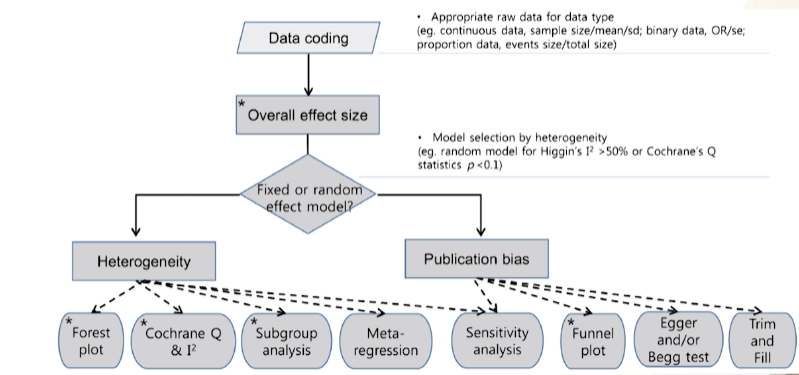 • Appropriate raw data for data type
(eg. continuous data, sample size/mean/sd; binary data, OR/se;
proportion data, events size/total size)
Data coding
* Overall effect size
• Model selection by heterogeneity
(eg. random model for Higgin's I² >50% or Cochrane's Q
statistics p <0.1)
Fixed or random
effect model?
Heterogeneity
Publication bias
* Forest
plot
* Cochrane Q
& I²
* Subgroup
analysis
Meta-
regression
Sensitivity
analysis
* Funnel
plot
Egger
and/or
Begg test
Trim
and
Fill